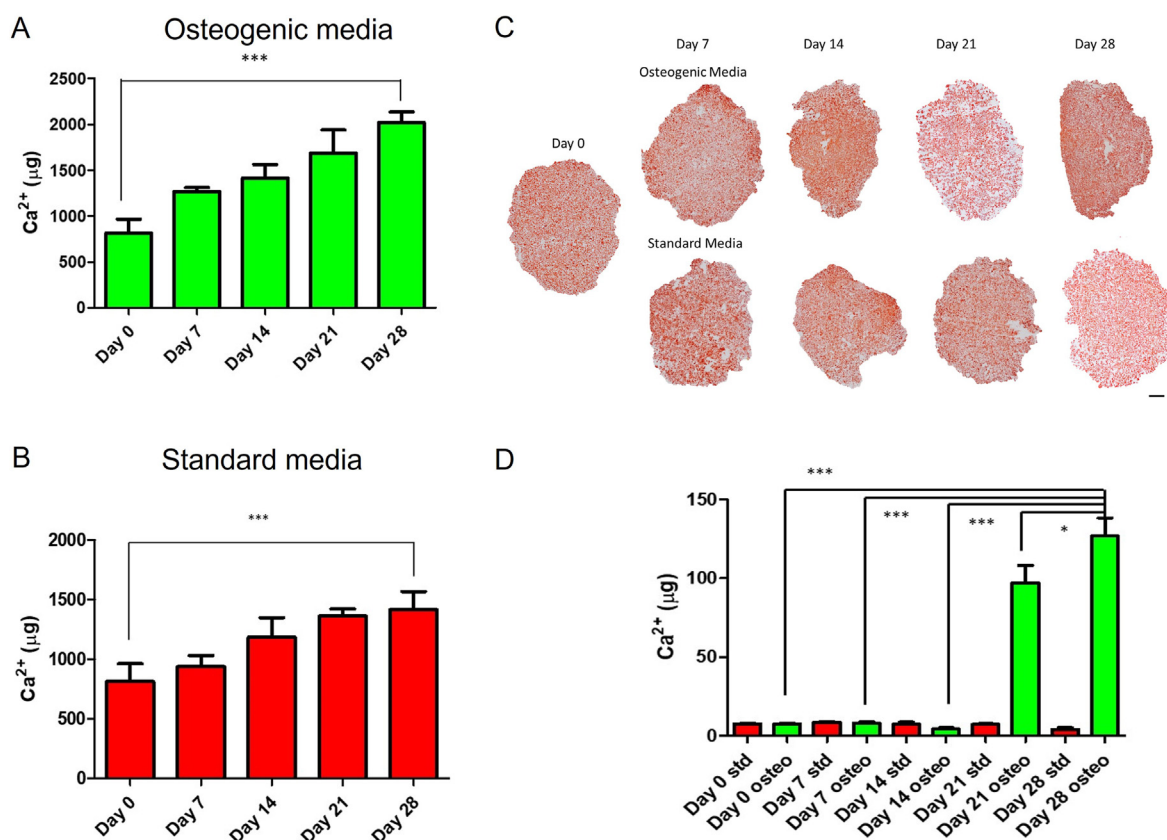 A
Osteogenic media
***
2500
2000
1500
1000
500
0
Ca2+ (μg)
Day 0
Day 7
Day 14
Day 21
Day 28
B
Standard media
***
2000
1500
1000
500
0
Ca2+ (μg)
Day 0
Day 7
Day 14
Day 21
Day 28
C
Day 7
Day 14
Day 21
Day 28
Osteogenic Media
Day 0
Standard Media
D
***
***
***
*
150
100
50
0
Ca2+ (μg)
Day 0 std
Day 0 osteo
Day 7 std
Day 7 osteo
Day 14 std
Day 14 osteo
Day 21 std
Day 21 osteo
Day 28 std
Day 28 osteo